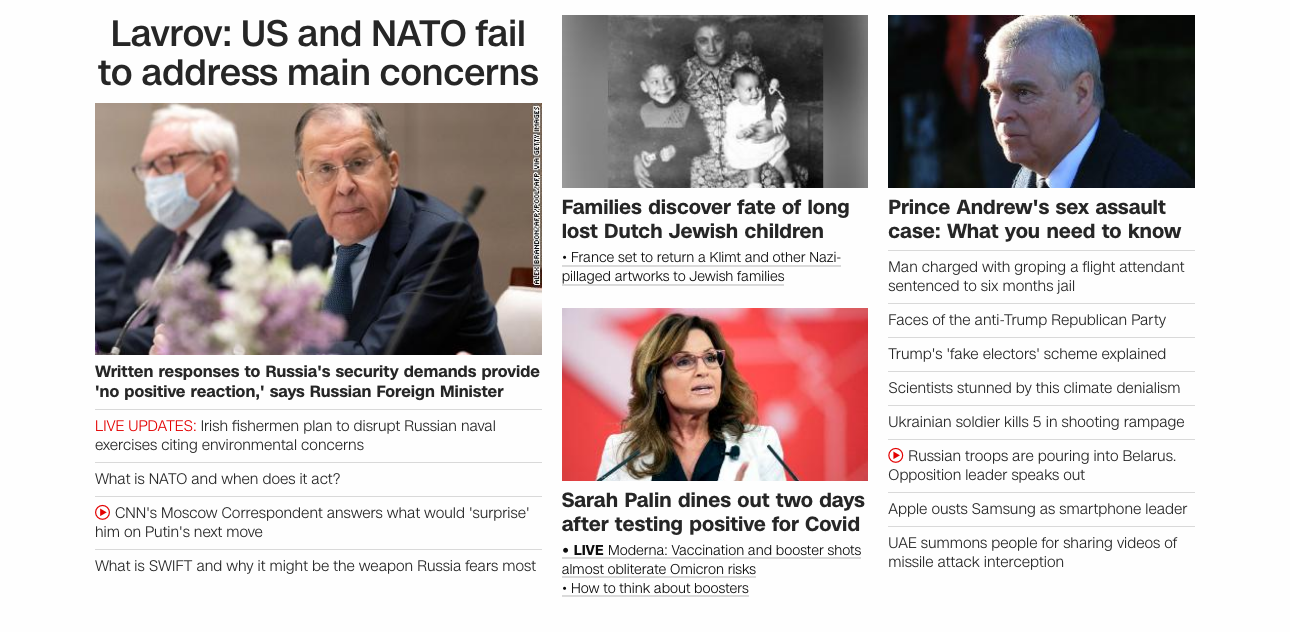 Lavrov: US and NATO fail
to address main concerns
ALEX BRANDON/AFP/POOL/AFP VIA GETTY IMAGES
Written responses to Russia's security demands provide
'no positive reaction,' says Russian Foreign Minister
LIVE UPDATES: Irish fishermen plan to disrupt Russian naval
exercises citing environmental concerns
What is NATO and when does it act?
CNN's Moscow Correspondent answers what would 'surprise'
him on Putin's next move
What is SWIFT and why it might be the weapon Russia fears most
Families discover fate of long
lost Dutch Jewish children
• France set to return a Klimt and other Nazi-
pillaged artworks to Jewish families
Sarah Palin dines out two days
after testing positive for Covid
• LIVE Moderna: Vaccination and booster shots
almost obliterate Omicron risks
• How to think about boosters
Prince Andrew's sex assault
case: What you need to know
Man charged with groping a flight attendant
sentenced to six months jail
Faces of the anti-Trump Republican Party
Trump's 'fake electors' scheme explained
Scientists stunned by this climate denialism
Ukrainian soldier kills 5 in shooting rampage
Russian troops are pouring into Belarus.
Opposition leader speaks out
Apple ousts Samsung as smartphone leader
UAE summons people for sharing videos of
missile attack interception